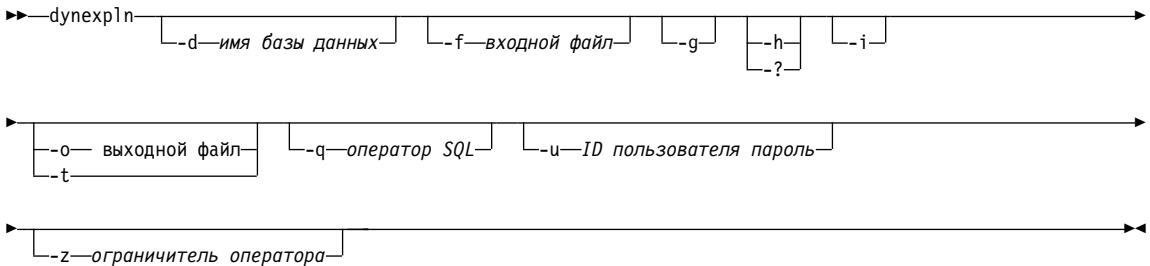 dynexpln
-d имя базы данных -f входной файл -g -h -i
-?
-o выходной файл -q оператор SQL -u ID пользователя пароль
-t
-z ограничитель оператора